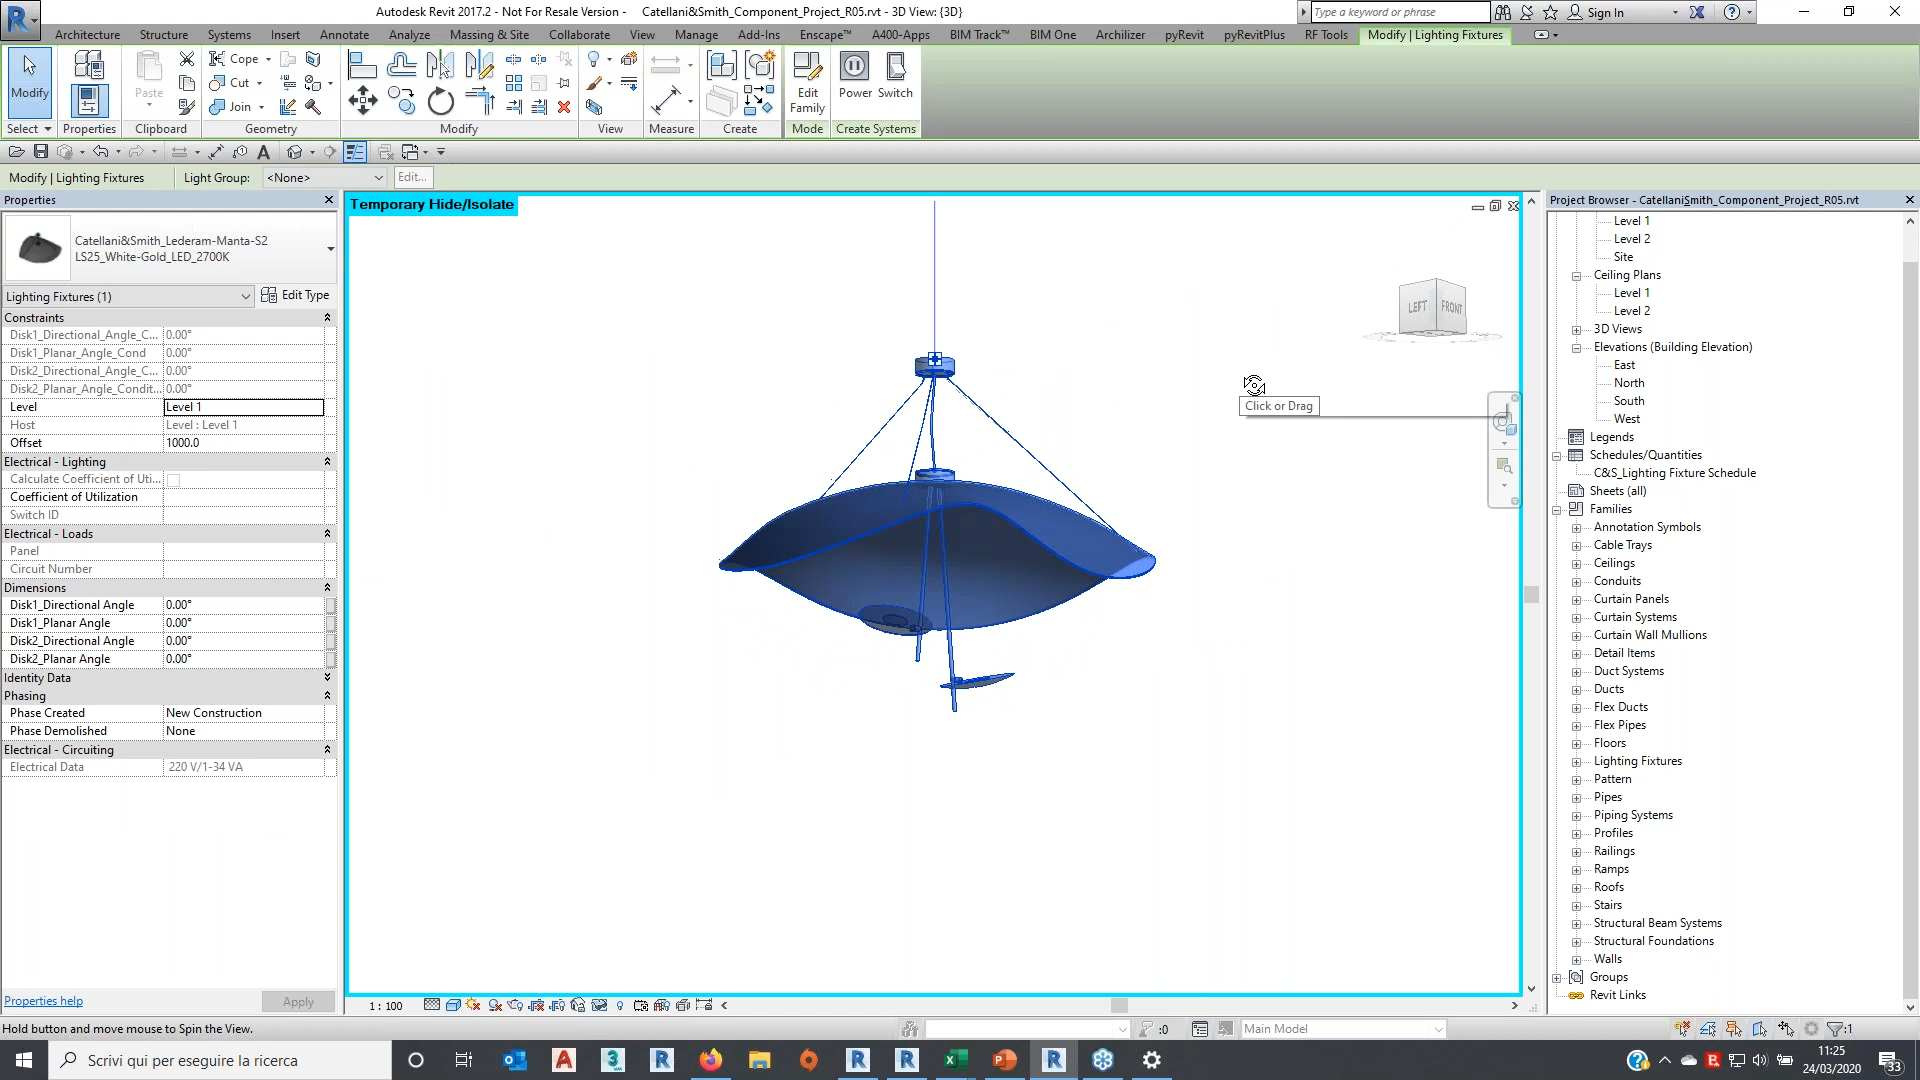 Autodesk Revit 2017.2 - Not For Resale Version - Catellani&Smith_Component_Project_R05.rvt - 3D View: {3D}
Type a keyword or phrase
Sign In
Architecture Structure Systems Insert Annotate Analyze Massing & Site Collaborate View Manage Add-Ins Enscape™ A400-Apps BIM Track™ BIM One Archilizer pyRevit pyRevitPlus RF Tools Modify | Lighting Fixtures
Modify
Paste
Cope
Cut
Join
Edit
Family
Power Switch
Select Properties Clipboard Geometry Modify View Measure Create Mode Create Systems
Modify | Lighting Fixtures Light Group: <None> Edit...
Properties
Catellani&Smith_Lederam-Manta-S2
LS25_White-Gold_LED_2700K
Lighting Fixtures (1) Edit Type
Constraints
Disk1_Directional_Angle_C... 0.00°
Disk1_Planar_Angle_Cond 0.00°
Disk2_Directional_Angle_C... 0.00°
Disk2_Planar_Angle_Condit... 0.00°
Level Level 1
Host Level : Level 1
Offset 1000.0
Electrical - Lighting
Calculate Coefficient of Uti...
Coefficient of Utilization
Switch ID
Electrical - Loads
Panel
Circuit Number
Dimensions
Disk1_Directional Angle 0.00°
Disk1_Planar Angle 0.00°
Disk2_Directional Angle 0.00°
Disk2_Planar Angle 0.00°
Identity Data
Phasing
Phase Created New Construction
Phase Demolished None
Electrical - Circuiting
Electrical Data 220 V/1-34 VA
Properties help Apply
Temporary Hide/Isolate
LEFT FRONT
Click or Drag
1 : 100
Project Browser - Catellani&Smith_Component_Project_R05.rvt
Level 1
Level 2
Site
Ceiling Plans
Level 1
Level 2
3D Views
Elevations (Building Elevation)
East
North
South
West
Legends
Schedules/Quantities
C&S_Lighting Fixture Schedule
Sheets (all)
Families
Annotation Symbols
Cable Trays
Ceilings
Conduits
Curtain Panels
Curtain Systems
Curtain Wall Mullions
Detail Items
Duct Systems
Ducts
Flex Ducts
Flex Pipes
Floors
Lighting Fixtures
Pattern
Pipes
Piping Systems
Profiles
Railings
Ramps
Roofs
Stairs
Structural Beam Systems
Structural Foundations
Walls
Groups
Revit Links
Hold button and move mouse to Spin the View.
:0
Main Model
:1
Scrivi qui per eseguire la ricerca
11:25
24/03/2020
33